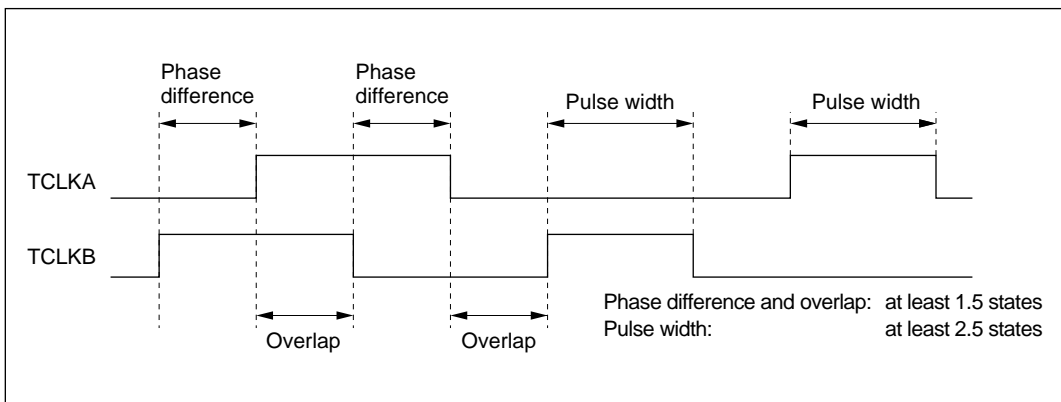 Phase
difference
Phase
difference
Pulse width
Pulse width
TCLKA
TCLKB
Overlap
Overlap
Phase difference and overlap: at least 1.5 states
Pulse width: at least 2.5 states